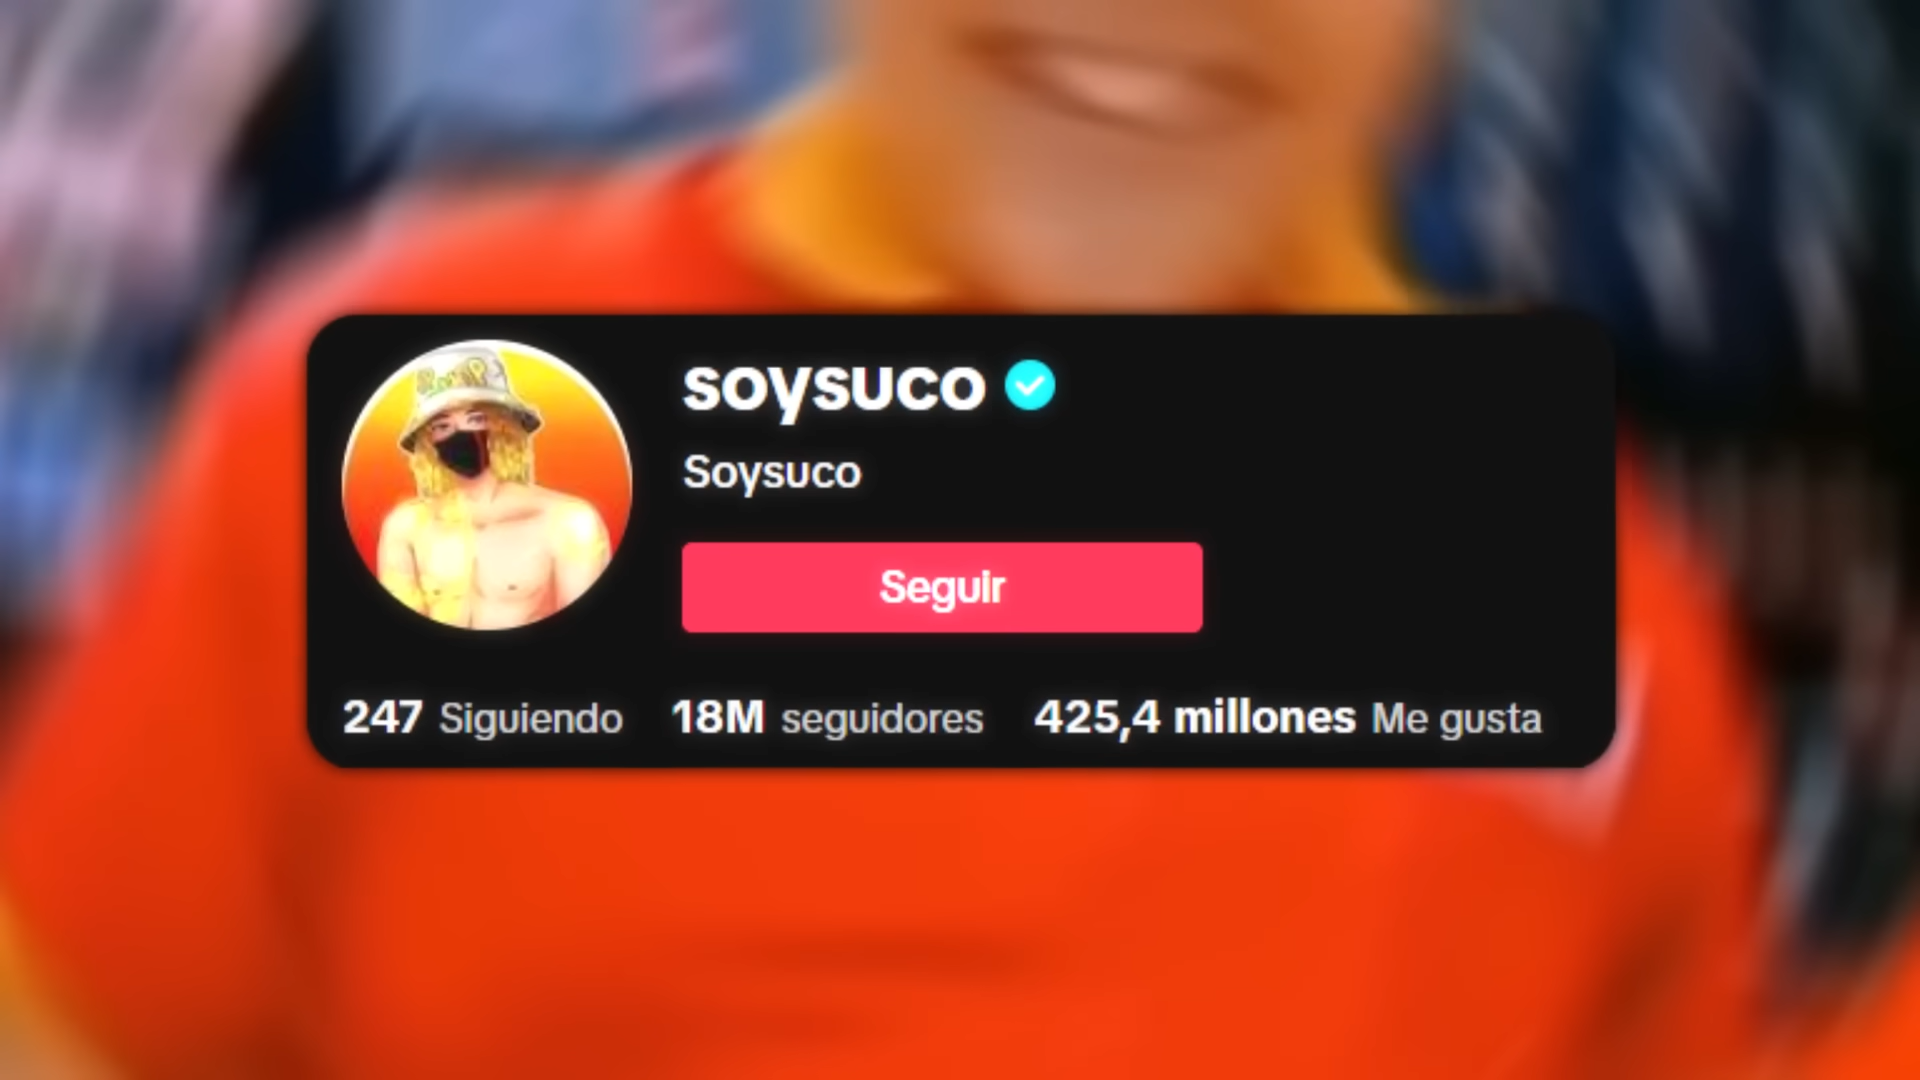 soysuco
Soysuco
Seguir
247 Siguiendo 18M seguidores 425,4 millones Me gusta